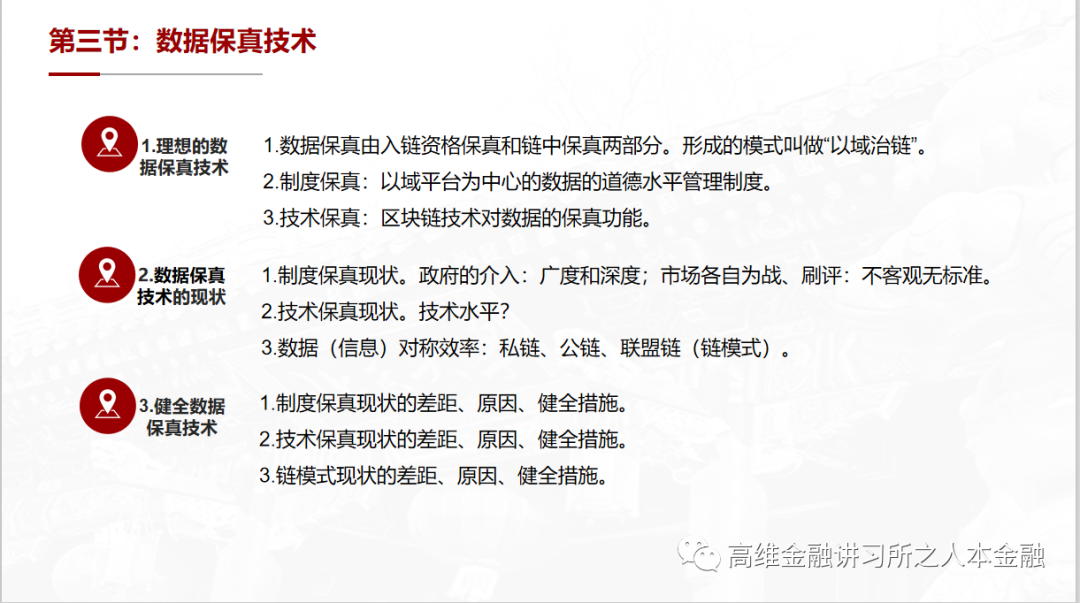 第三节：数据保真技术
1.理想的数
据保真技术
1.数据保真由入链资格保真和链中保真两部分。形成的模式叫做“以域治链”。
2.制度保真：以域平台为中心的数据的道德水平管理制度。
3.技术保真：区块链技术对数据的保真功能。
2.数据保真
技术的现状
1.制度保真现状。政府的介入：广度和深度；市场各自为战、刷评：不客观无标准。
2.技术保真现状。技术水平？
3.数据（信息）对称效率：私链、公链、联盟链（链模式）。
3.健全数据
保真技术
1.制度保真现状的差距、原因、健全措施。
2.技术保真现状的差距、原因、健全措施。
3.链模式现状的差距、原因、健全措施。
高维金融讲习所之人本金融